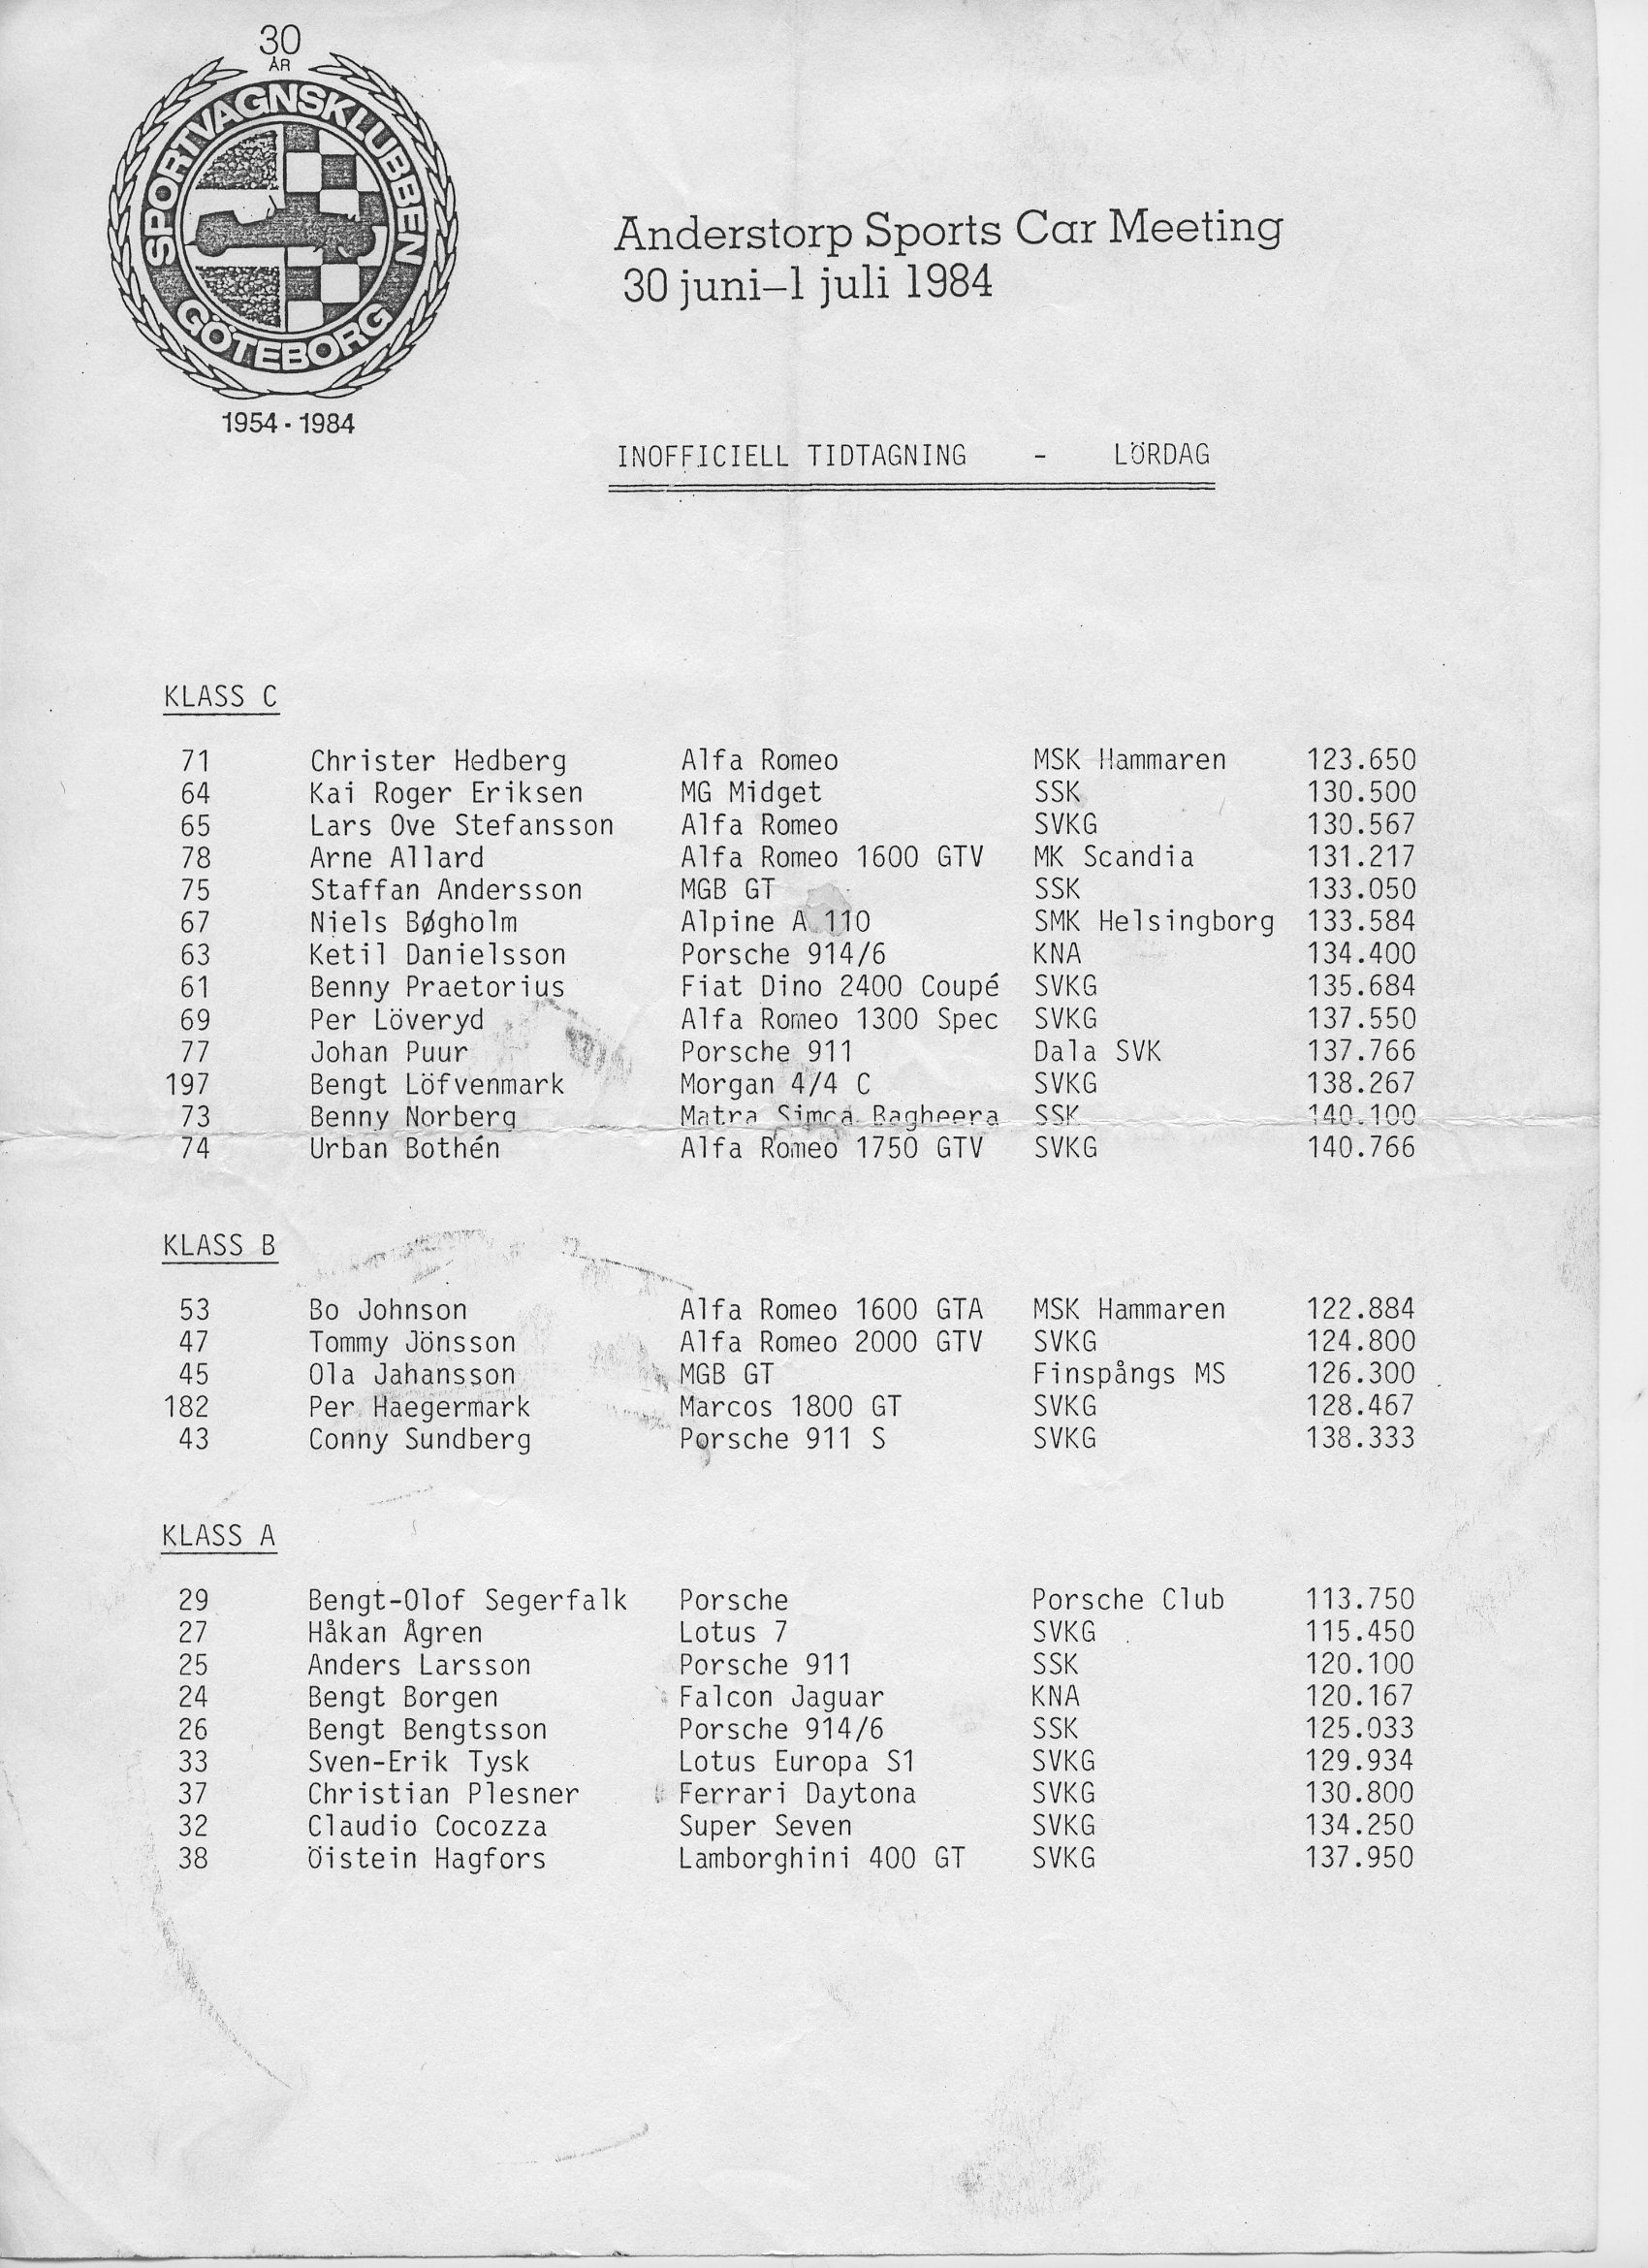 30
ÅR
SPORTVAGNSKLUBBEN
GÖTEBORG
1954 - 1984
Anderstorp Sports Car Meeting
30 juni–1 juli 1984
INOFFICIELL TIDTAGNING - LÖRDAG
KLASS C
71 Christer Hedberg Alfa Romeo MSK Hammaren 123.650
64 Kai Roger Eriksen MG Midget SSK 130.500
65 Lars Ove Stefansson Alfa Romeo SVKG 130.567
78 Arne Allard Alfa Romeo 1600 GTV MK Scandia 131.217
75 Staffan Andersson MGB GT SSK 133.050
67 Niels Bøgholm Alpine A 110 SMK Helsingborg 133.584
63 Ketil Danielsson Porsche 914/6 KNA 134.400
61 Benny Praetorius Fiat Dino 2400 Coupé SVKG 135.684
69 Per Löveryd Alfa Romeo 1300 Spec SVKG 137.550
77 Johan Puur Porsche 911 Dala SVK 137.766
197 Bengt Löfvenmark Morgan 4/4 C SVKG 138.267
73 Benny Norberg Matra Simca Bagheera SSK 140.100
74 Urban Bothén Alfa Romeo 1750 GTV SVKG 140.766
KLASS B
53 Bo Johnson Alfa Romeo 1600 GTA MSK Hammaren 122.884
47 Tommy Jönsson Alfa Romeo 2000 GTV SVKG 124.800
45 Ola Jahansson MGB GT Finspångs MS 126.300
182 Per Haegermark Marcos 1800 GT SVKG 128.467
43 Conny Sundberg Porsche 911 S SVKG 138.333
KLASS A
29 Bengt-Olof Segerfalk Porsche Porsche Club 113.750
27 Håkan Ågren Lotus 7 SVKG 115.450
25 Anders Larsson Porsche 911 SSK 120.100
24 Bengt Borgen Falcon Jaguar KNA 120.167
26 Bengt Bengtsson Porsche 914/6 SSK 125.033
33 Sven-Erik Tysk Lotus Europa S1 SVKG 129.934
37 Christian Plesner Ferrari Daytona SVKG 130.800
32 Claudio Cocozza Super Seven SVKG 134.250
38 Öistein Hagfors Lamborghini 400 GT SVKG 137.950